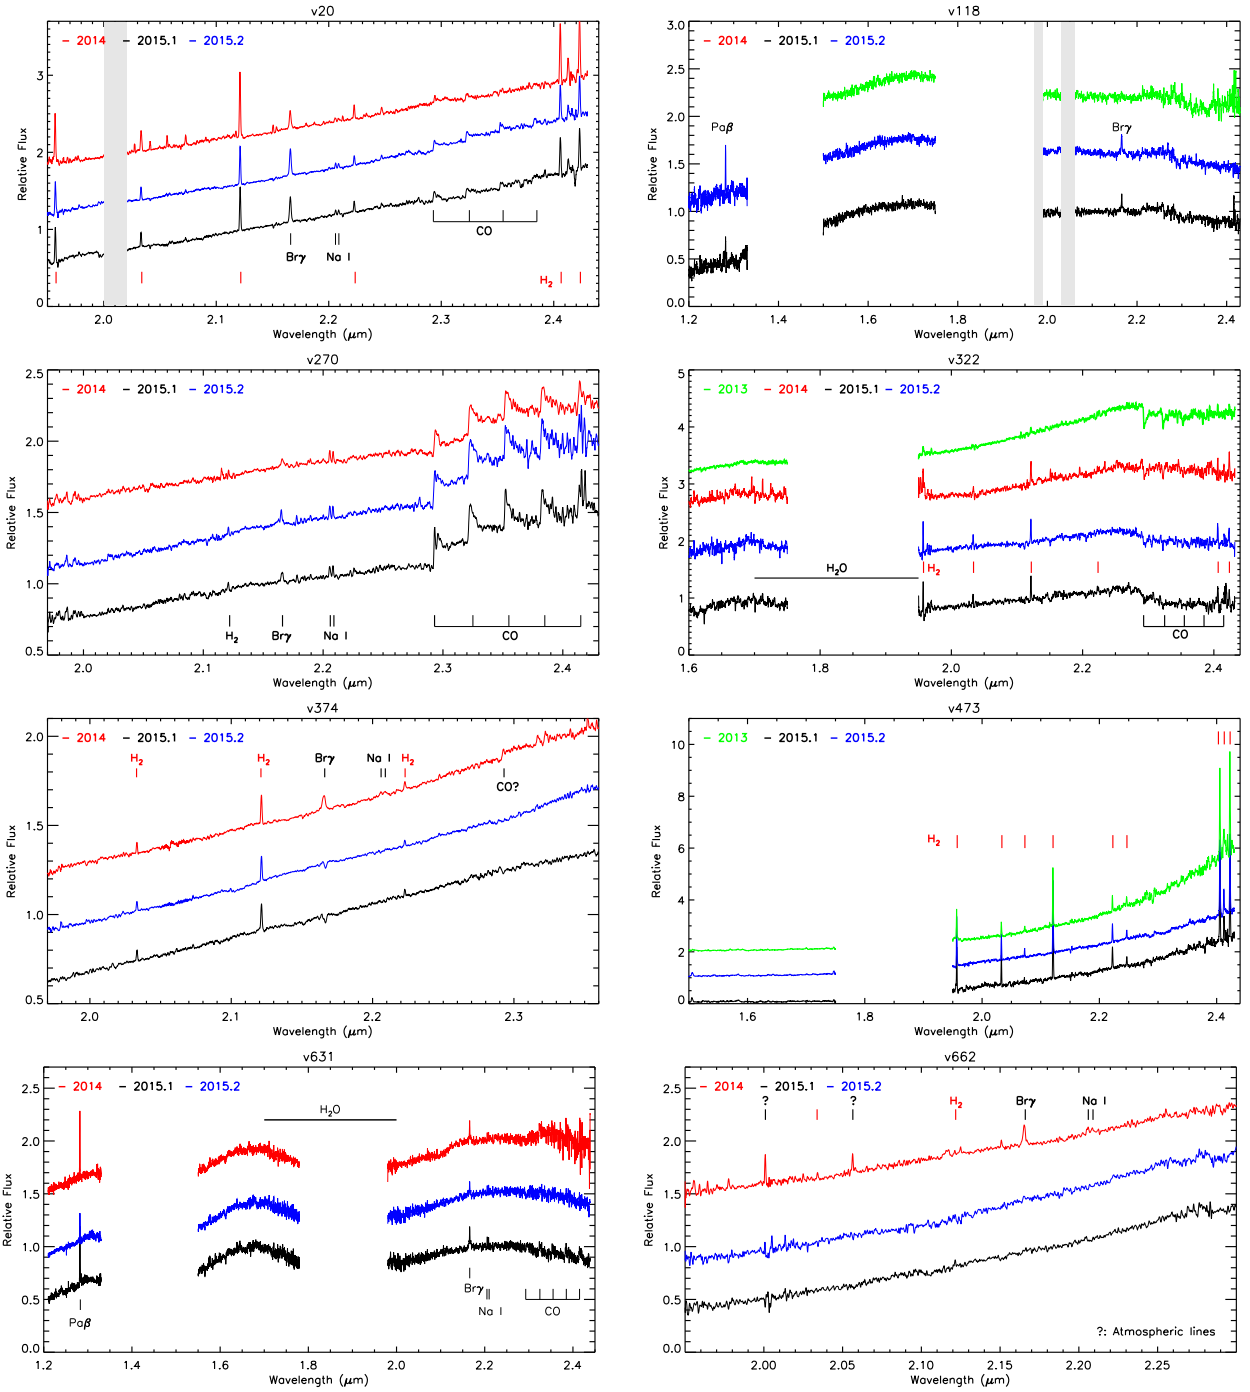 v20
– 2014 – 2015.1 – 2015.2
3
2
1
0
Relative Flux
CO
Brγ Na I
H2
2.0 2.1 2.2 2.3 2.4
Wavelength (μm)
v118
3.0
– 2014 – 2015.1 – 2015.2
2.5
2.0
1.5
1.0
0.5
0.0
Relative Flux
Paβ
Brγ
1.2 1.4 1.6 1.8 2.0 2.2 2.4
Wavelength (μm)
v270
2.5
– 2014 – 2015.1 – 2015.2
2.0
1.5
1.0
0.5
Relative Flux
H2 Brγ Na I CO
2.0 2.1 2.2 2.3 2.4
Wavelength (μm)
v322
5
– 2013 – 2014 – 2015.1 – 2015.2
4
3
2
1
0
Relative Flux
H2O
H2
CO
1.6 1.8 2.0 2.2 2.4
Wavelength (μm)
v374
2.0
– 2014 – 2015.1 – 2015.2
1.5
1.0
0.5
Relative Flux
H2 H2 Brγ Na I H2
CO?
2.0 2.1 2.2 2.3
Wavelength (μm)
v473
10
– 2013 – 2015.1 – 2015.2
8
6
4
2
0
Relative Flux
H2
1.6 1.8 2.0 2.2 2.4
Wavelength (μm)
v631
2.5
– 2014 – 2015.1 – 2015.2
2.0
1.5
1.0
0.5
0.0
Relative Flux
H2O
Paβ
Brγ
Na I
CO
1.2 1.4 1.6 1.8 2.0 2.2 2.4
Wavelength (μm)
v662
2.5
– 2014 – 2015.1 – 2015.2
? ? H2 Brγ Na I
2.0
1.5
1.0
0.5
0.0
Relative Flux
?: Atmospheric lines
2.00 2.05 2.10 2.15 2.20 2.25
Wavelength (μm)